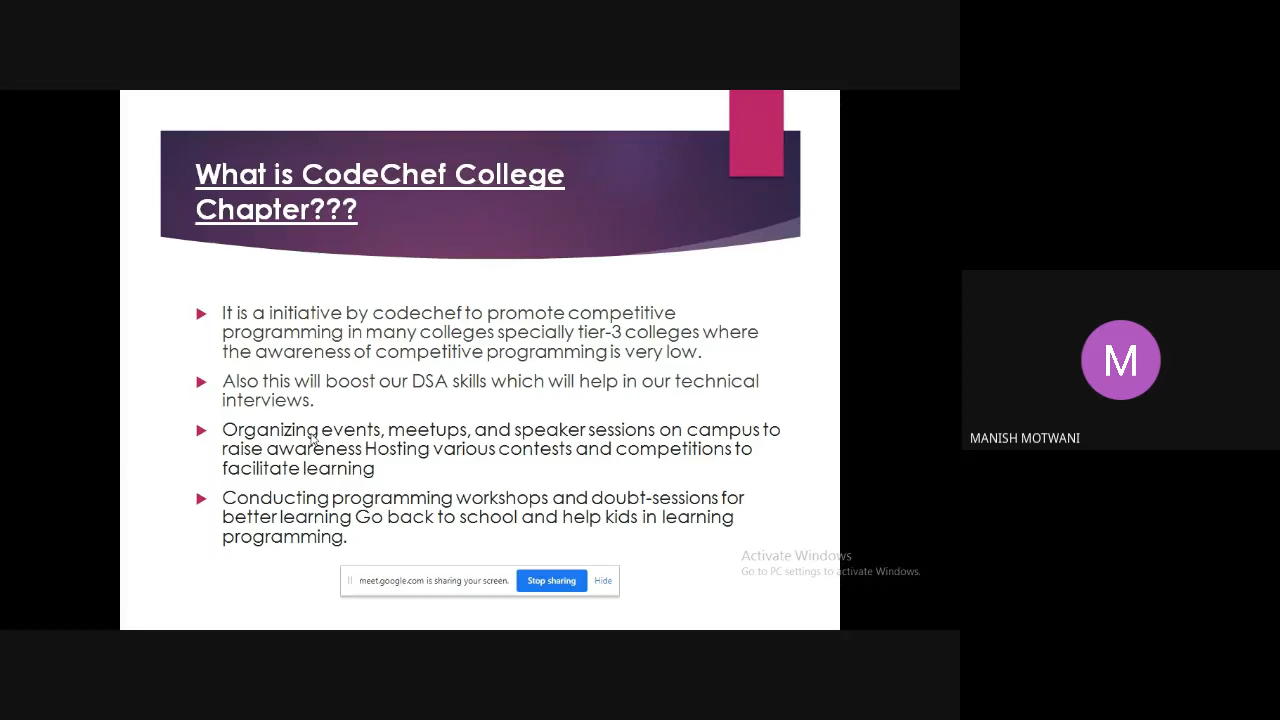 What is CodeChef College
Chapter???
It is a initiative by codechef to promote competitive
programming in many colleges specially tier-3 colleges where
the awareness of competitive programming is very low.
Also this will boost our DSA skills which will help in our technical
interviews.
Organizing events, meetups, and speaker sessions on campus to
raise awareness Hosting various contests and competitions to
facilitate learning
Conducting programming workshops and doubt-sessions for
better learning Go back to school and help kids in learning
programming.
Activate Windows
Go to PC settings to activate Windows.
meet.google.com is sharing your screen. Stop sharing Hide
M
MANISH MOTWANI